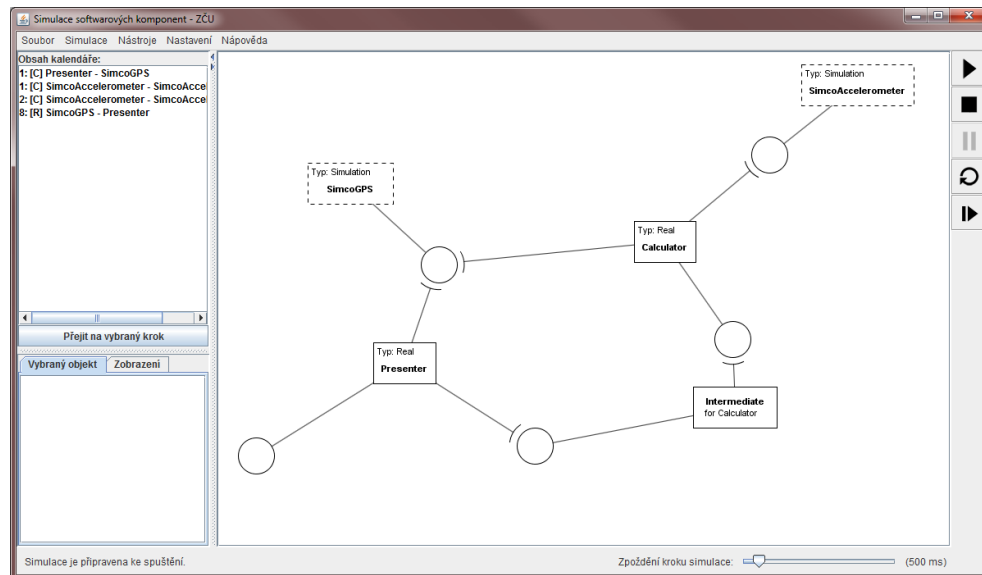 Simulace softwarových komponent - ZČU
Soubor Simulace Nástroje Nastavení Nápověda
Obsah kalendáře:
1: [C] Presenter - SimcoGPS
1: [C] SimcoAccelerometer - SimcoAccel
2: [C] SimcoAccelerometer - SimcoAccel
8: [R] SimcoGPS - Presenter
Přejít na vybraný krok
Vybraný objekt Zobrazení
Typ: Simulation
SimcoAccelerometer
Typ: Simulation
SimcoGPS
Typ: Real
Calculator
Typ: Real
Presenter
Intermediate
for Calculator
Simulace je připravena ke spuštění.
Zpoždění kroku simulace: (500 ms)